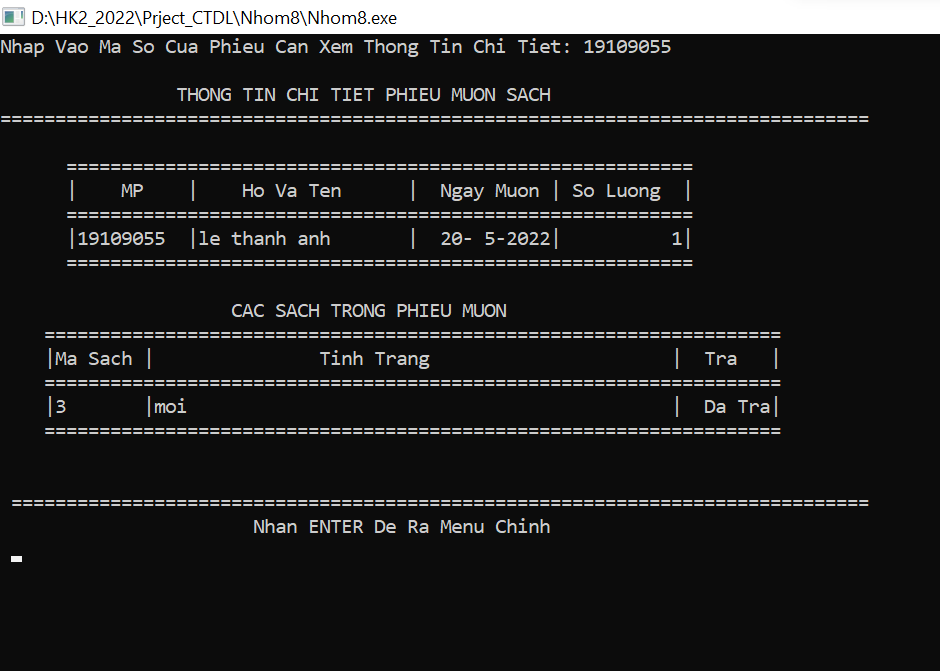 D:\HK2_2022\Prject_CTDL\Nhom8\Nhom8.exe
Nhap Vao Ma So Cua Phieu Can Xem Thong Tin Chi Tiet: 19109055
THONG TIN CHI TIET PHIEU MUON SACH
===============================================================================
=========================================================
|    MP    |    Ho Va Ten      |  Ngay Muon | So Luong  |
=========================================================
|19109055  |le thanh anh       |  20- 5-2022|          1|
=========================================================
CAC SACH TRONG PHIEU MUON
===================================================================
|Ma Sach |               Tinh Trang                      |  Tra   |
===================================================================
|3       |moi                                            |  Da Tra|
===================================================================
==============================================================================
Nhan ENTER De Ra Menu Chinh